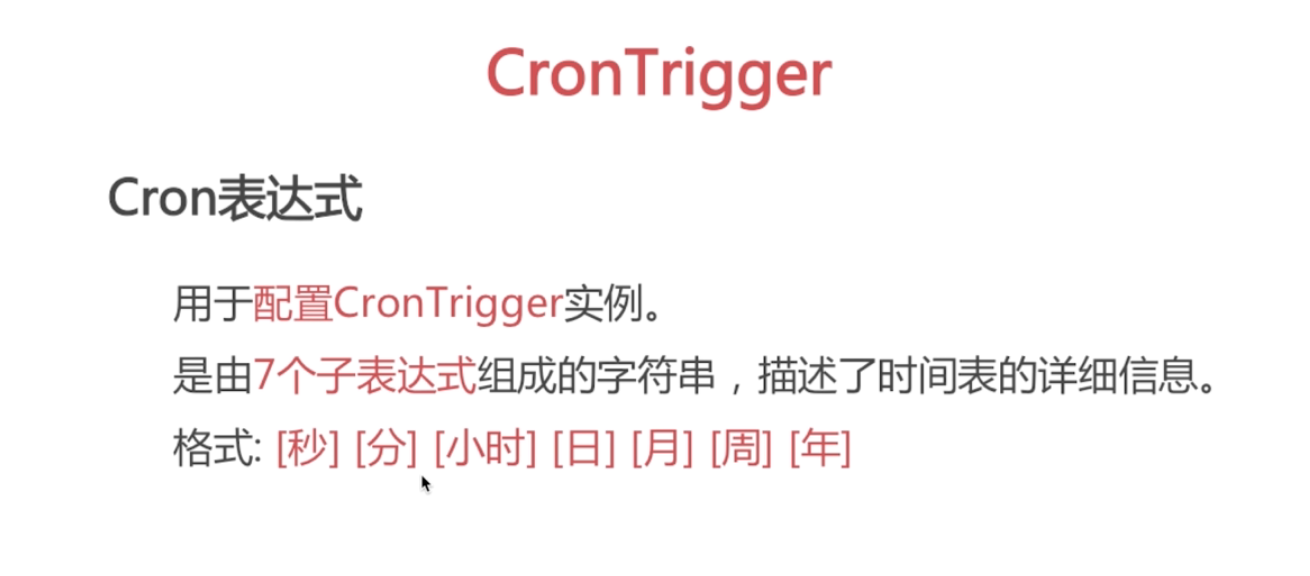 CronTrigger
Cron表达式
用于配置CronTrigger实例。
是由7个子表达式组成的字符串，描述了时间表的详细信息。
格式: [秒] [分] [小时] [日] [月] [周] [年]